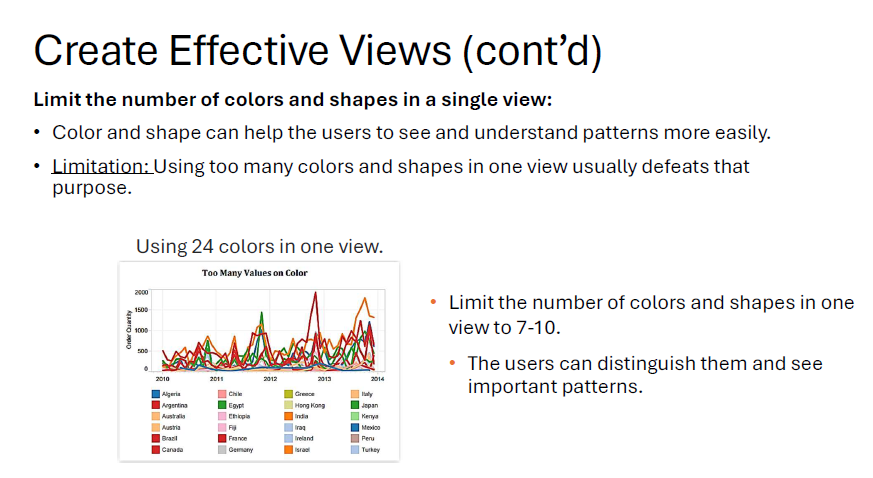 Create Effective Views (cont’d)
Limit the number of colors and shapes in a single view:
• Color and shape can help the users to see and understand patterns more easily.
• Limitation: Using too many colors and shapes in one view usually defeats that
purpose.
Using 24 colors in one view.
Too Many Values on Color
Order Quantity
2000
1500
1000
500
0
2010 2011 2012 2013 2014
Algeria Chile Greece Italy
Argentina Egypt Hong Kong Japan
Australia Ethiopia India Kenya
Austria Fiji Iraq Mexico
Brazil France Ireland Peru
Canada Germany Israel Turkey
• Limit the number of colors and shapes in one
view to 7-10.
• The users can distinguish them and see
important patterns.